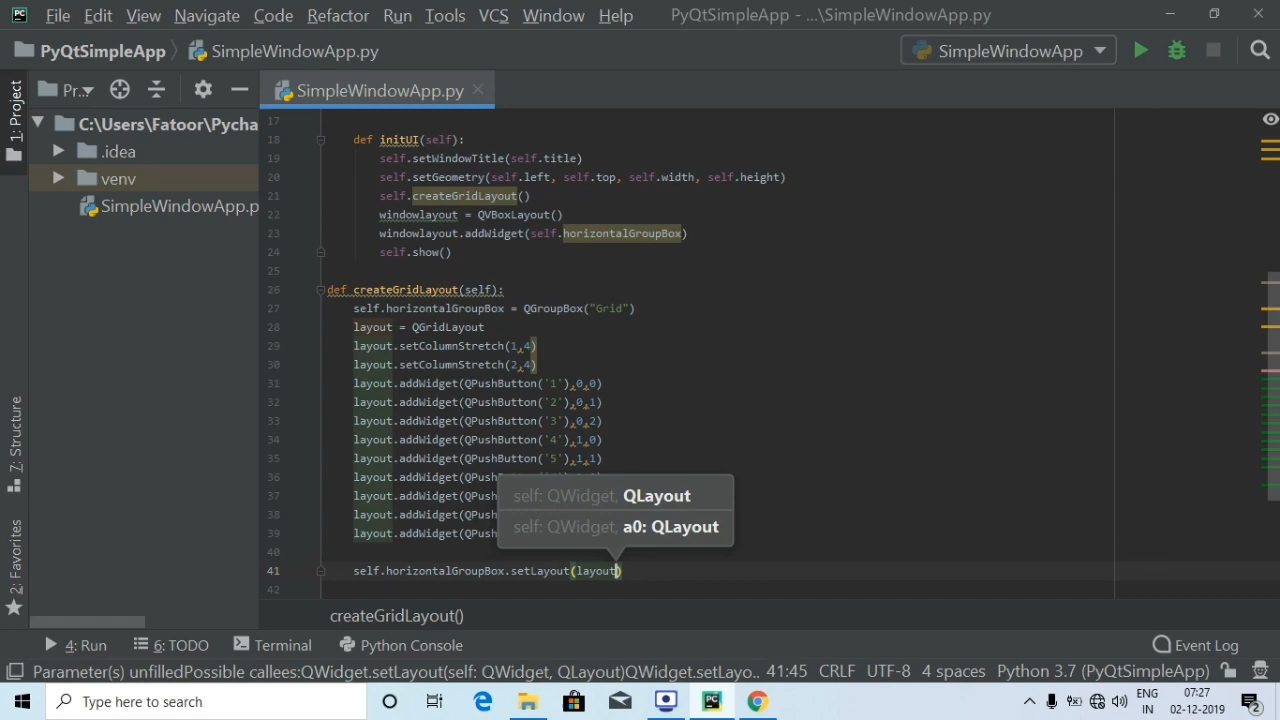 File Edit View Navigate Code Refactor Run Tools VCS Window Help PyQtSimpleApp - ...\SimpleWindowApp.py
PyQtSimpleApp SimpleWindowApp.py SimpleWindowApp
1: Project Pr... SimpleWindowApp.py
C:\Users\Fatoor\Pycha
.idea
venv
SimpleWindowApp.p
17
18 def initUI(self):
19 self.setWindowTitle(self.title)
20 self.setGeometry(self.left, self.top, self.width, self.height)
21 self.createGridLayout()
22 windowlayout = QVBoxLayout()
23 windowlayout.addWidget(self.horizontalGroupBox)
24 self.show()
25
26 def createGridLayout(self):
27 self.horizontalGroupBox = QGroupBox("Grid")
28 layout = QGridLayout
29 layout.setColumnStretch(1,4)
30 layout.setColumnStretch(2,4)
31 layout.addWidget(QPushButton('1'),0,0)
32 layout.addWidget(QPushButton('2'),0,1)
33 layout.addWidget(QPushButton('3'),0,2)
34 layout.addWidget(QPushButton('4'),1,0)
35 layout.addWidget(QPushButton('5'),1,1)
36 layout.addWidget(QPush
37 layout.addWidget(QPush
38 layout.addWidget(QPush
39 layout.addWidget(QPush
self: QWidget, QLayout
self: QWidget, a0: QLayout
40
41 self.horizontalGroupBox.setLayout(layout)
42
7: Structure
2: Favorites
createGridLayout()
4: Run 6: TODO Terminal Python Console Event Log
Parameter(s) unfilledPossible callees:QWidget.setLayout(self: QWidget, QLayout)QWidget.setLayo... 41:45 CRLF UTF-8 4 spaces Python 3.7 (PyQtSimpleApp)
Type here to search
ENG 07:27
IN 02-12-2019 2